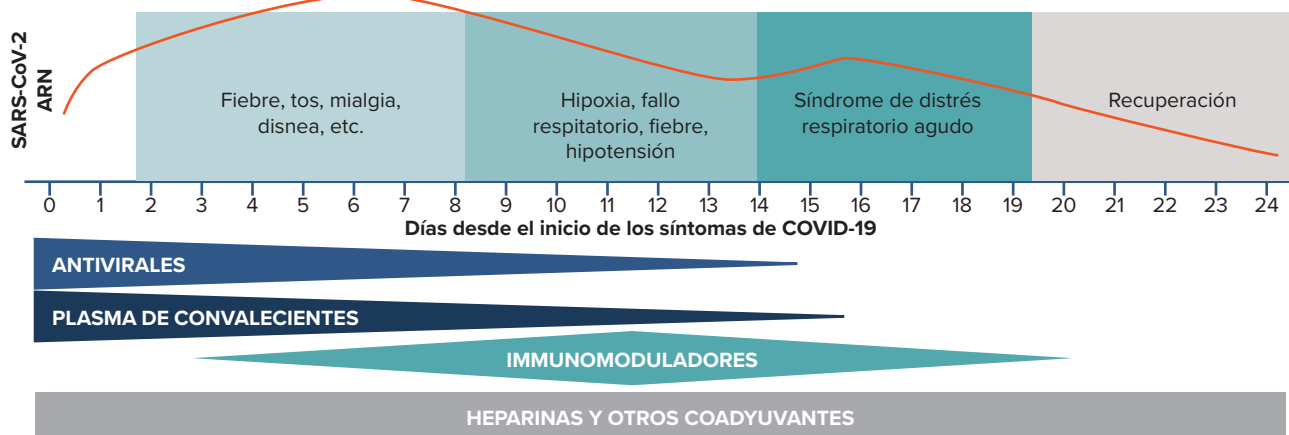 SARS-CoV-2
ARN
Fiebre, tos, mialgia,
disnea, etc.
Hipoxia, fallo
respitatorio, fiebre,
hipotensión
Síndrome de distrés
respiratorio agudo
Recuperación
0 1 2 3 4 5 6 7 8 9 10 11 12 13 14 15 16 17 18 19 20 21 22 23 24
Días desde el inicio de los síntomas de COVID-19
ANTIVIRALES
PLASMA DE CONVALECIENTES
IMMUNOMODULADORES
HEPARINAS Y OTROS COADYUVANTES